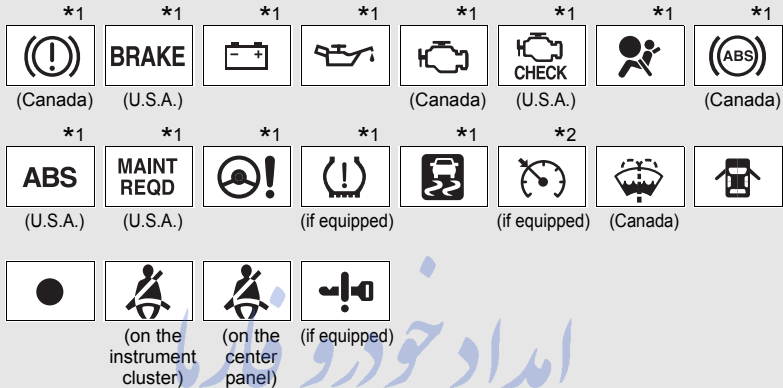 *1 *1 *1 *1 *1 *1 *1 *1
BRAKE CHECK ABS
(Canada) (U.S.A.) (Canada) (U.S.A.) (Canada)
*1 *1 *1 *1 *1 *2
ABS MAINT REQD
(U.S.A.) (U.S.A.) (if equipped) (if equipped) (Canada)
(on the instrument cluster) (on the center panel) (if equipped)
امداد خودرو فارما